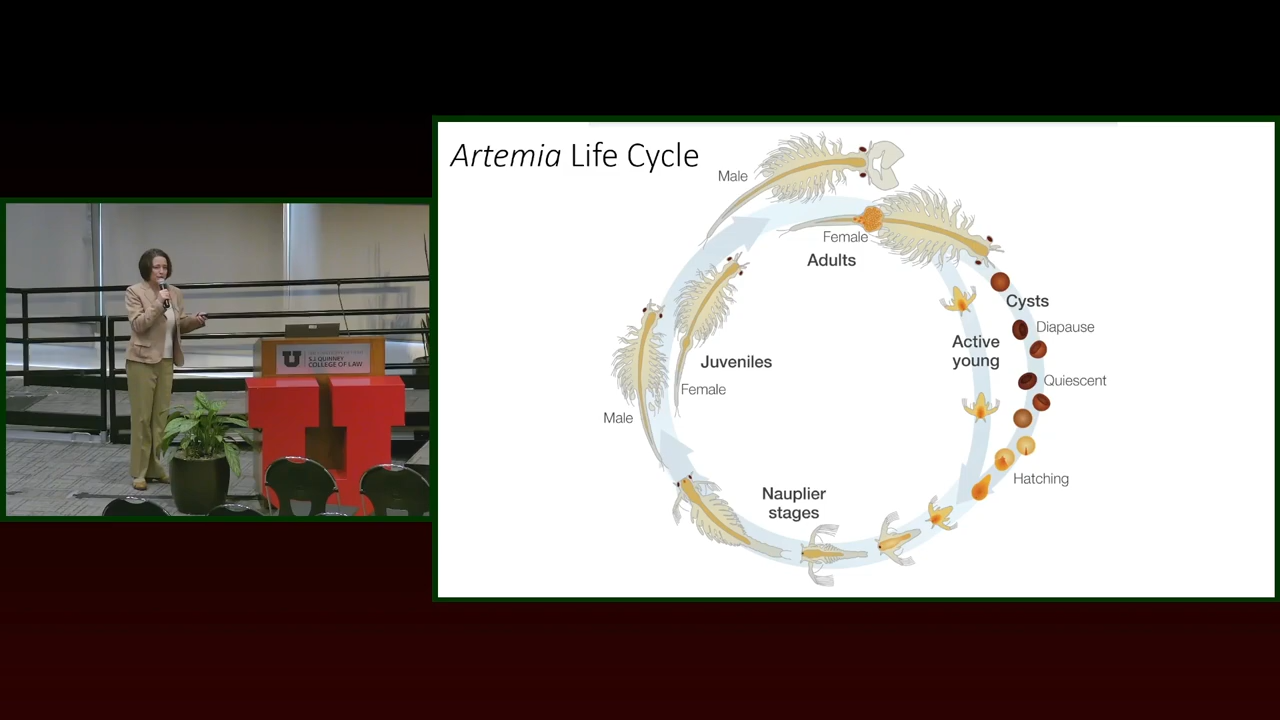 Artemia Life Cycle
Male
Female
Adults
Cysts
Diapause
Active
young
Quiescent
Juveniles
Female
Male
Hatching
Nauplier
stages
U
S.J. QUINNEY
COLLEGE OF LAW